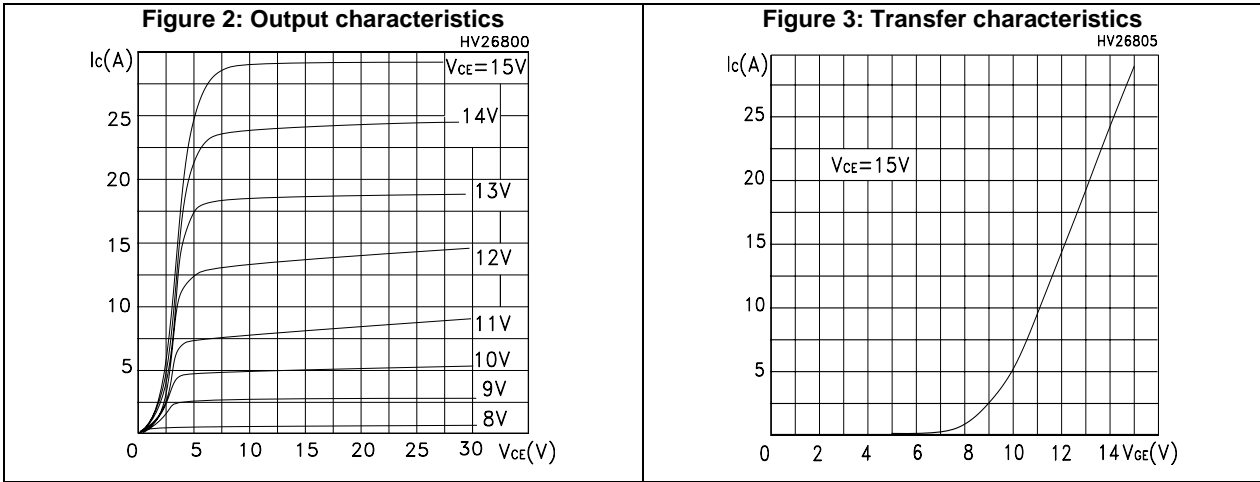 Figure 2: Output characteristics
HV26800
Ic(A)
VCE=15V
25
14V
20
13V
15
12V
10
11V
10V
5
9V
8V
0 5 10 15 20 25 30 VCE(V)
Figure 3: Transfer characteristics
HV26805
Ic(A)
25
VCE=15V
20
15
10
5
0 2 4 6 8 10 12 14 VGE(V)